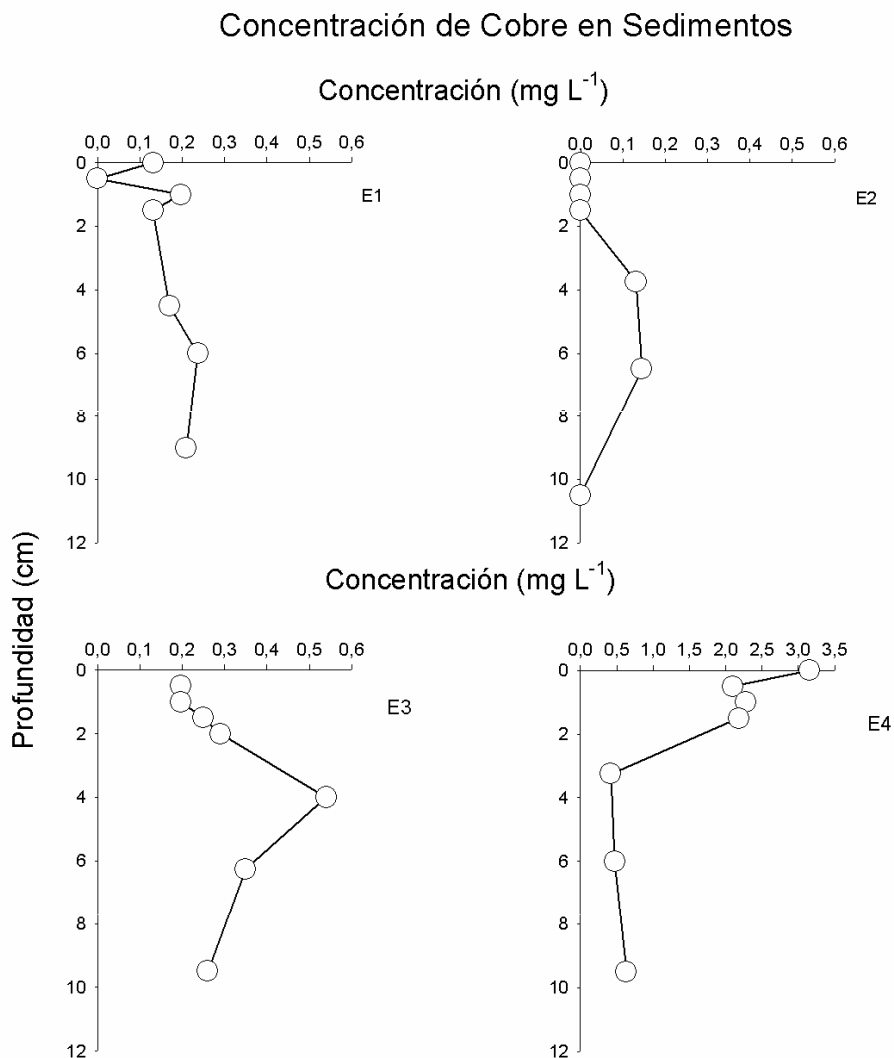 Concentración de Cobre en Sedimentos
Concentración (mg L⁻¹)
0,0 0,1 0,2 0,3 0,4 0,5 0,6
0
2
4
6
8
10
12
E1
0,0 0,1 0,2 0,3 0,4 0,5 0,6
0
2
4
6
8
10
12
E2
Profundidad (cm)
Concentración (mg L⁻¹)
0,0 0,1 0,2 0,3 0,4 0,5 0,6
0
2
4
6
8
10
12
E3
0,0 0,5 1,0 1,5 2,0 2,5 3,0 3,5
0
2
4
6
8
10
12
E4